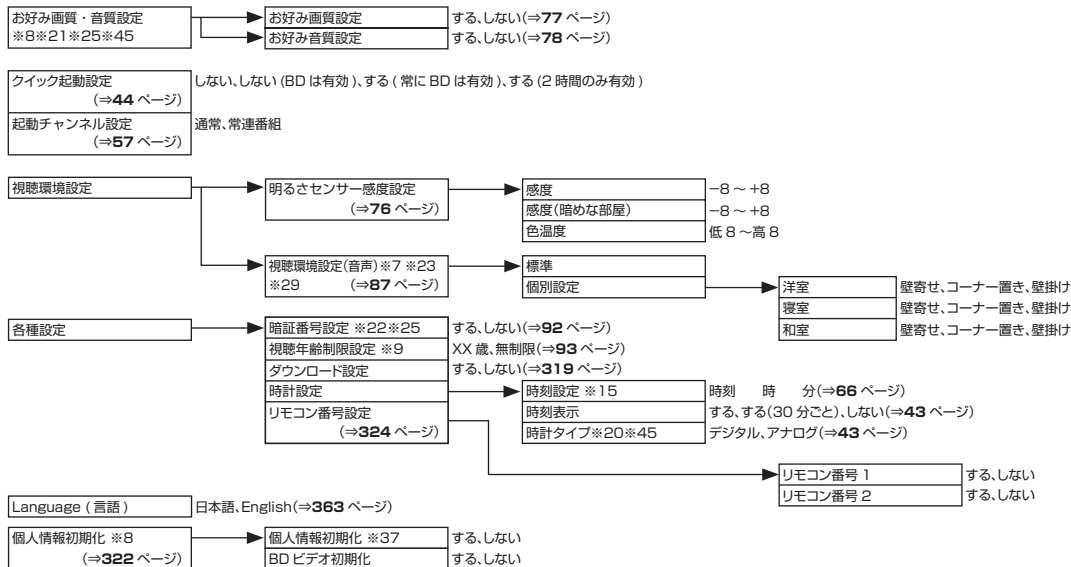 お好み画質・音質設定
※8※21※25※45
お好み画質設定 する、しない(⇒77 ページ)
お好み音質設定 する、しない(⇒78 ページ)
クイック起動設定
(⇒44 ページ)
しない、しない (BD は有効 )、する ( 常に BD は有効 )、する (2 時間のみ有効 )
起動チャンネル設定
(⇒57 ページ)
通常、常連番組
視聴環境設定
明るさセンサー感度設定
(⇒76 ページ)
感度 −8 ~ +8
感度(暗めな部屋) −8 ~ +8
色温度 低 8 ~高 8
視聴環境設定(音声)※7 ※23
※29 (⇒87 ページ)
標準
個別設定
洋室 壁寄せ、コーナー置き、壁掛け
寝室 壁寄せ、コーナー置き、壁掛け
和室 壁寄せ、コーナー置き、壁掛け
各種設定
暗証番号設定 ※22※25 する、しない(⇒92 ページ)
視聴年齢制限設定 ※9 XX 歳、無制限(⇒93 ページ)
ダウンロード設定 する、しない(⇒319 ページ)
時計設定
時刻設定 ※15 時刻 時 分(⇒66 ページ)
時刻表示 する、する(30 分ごと)、しない(⇒43 ページ)
時計タイプ※20※45 デジタル、アナログ(⇒43 ページ)
リモコン番号設定
(⇒324 ページ)
リモコン番号 1 する、しない
リモコン番号 2 する、しない
Language ( 言語 ) 日本語、English(⇒363 ページ)
個人情報初期化 ※8
(⇒322 ページ)
個人情報初期化 ※37 する、しない
BD ビデオ初期化 する、しない